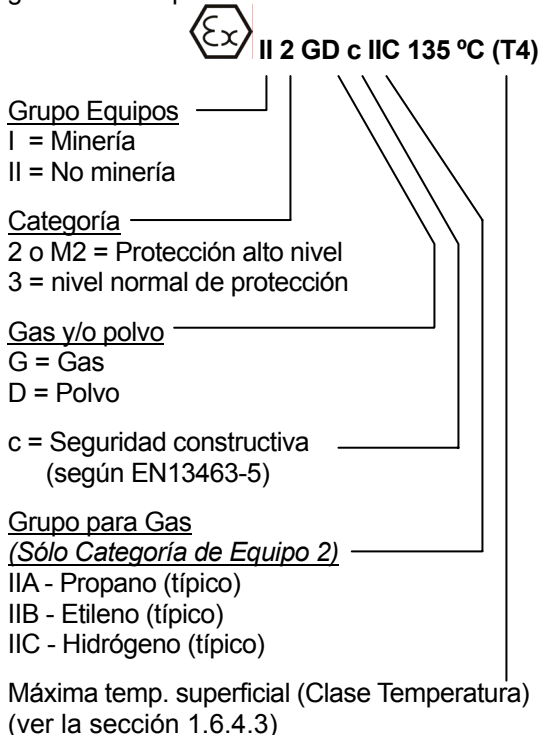 Ex II 2 GD c IIC 135 ºC (T4)
Grupo Equipos
I = Minería
II = No minería
Categoría
2 o M2 = Protección alto nivel
3 = nivel normal de protección
Gas y/o polvo
G = Gas
D = Polvo
c = Seguridad constructiva
(según EN13463-5)
Grupo para Gas
(Sólo Categoría de Equipo 2)
IIA - Propano (típico)
IIB - Etileno (típico)
IIC - Hidrógeno (típico)
Máxima temp. superficial (Clase Temperatura)
(ver la sección 1.6.4.3)